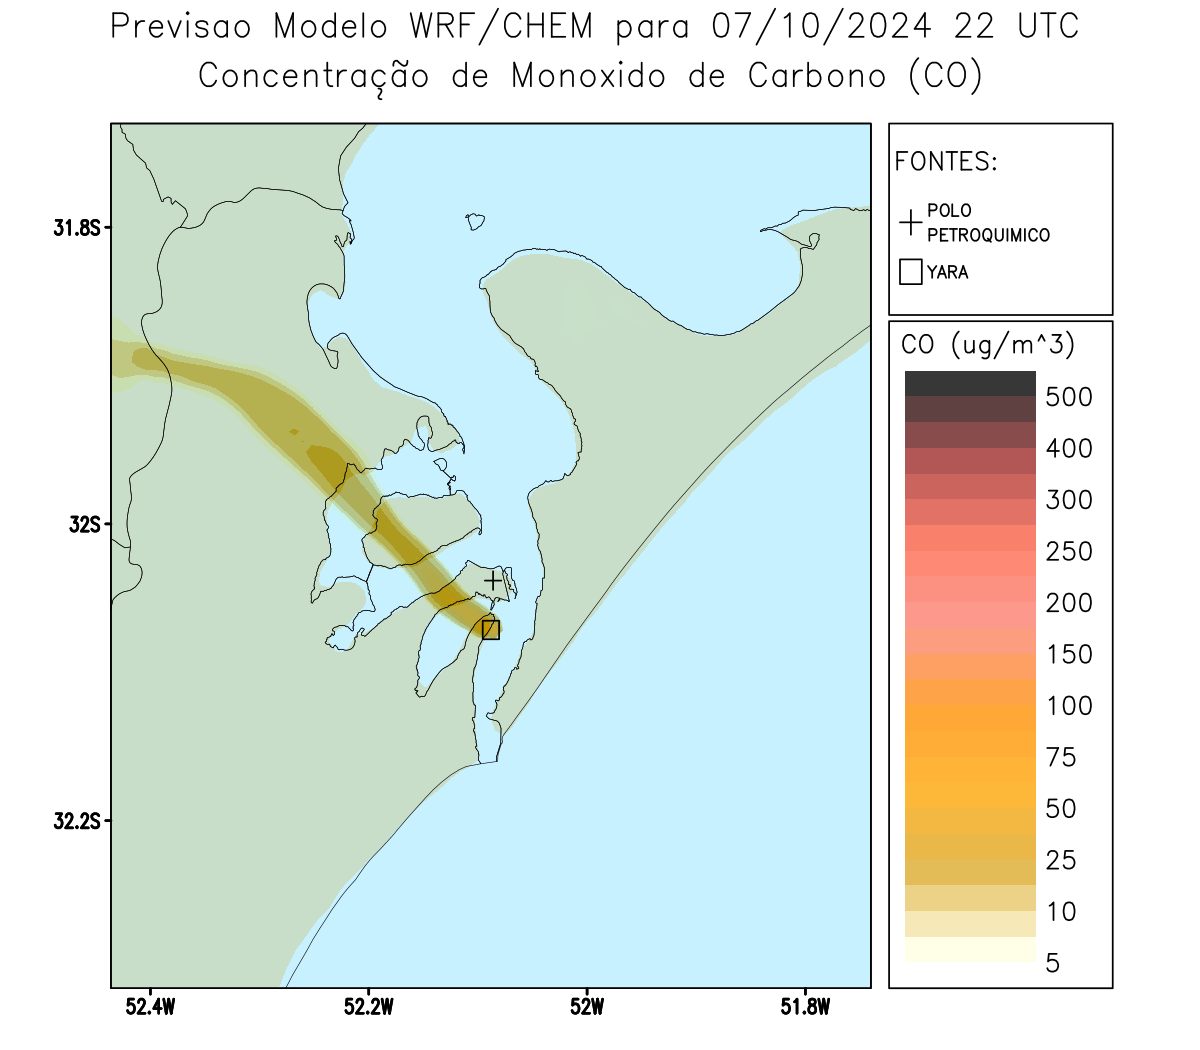 Previsao Modelo WRF/CHEM para 07/10/2024 22 UTC
Concentração de Monoxido de Carbono (CO)
FONTES:
POLO
PETROQUIMICO
YARA
CO (ug/m^3)
500
400
300
250
200
150
100
75
50
25
10
5
31.8S
32S
32.2S
52.4W
52.2W
52W
51.8W